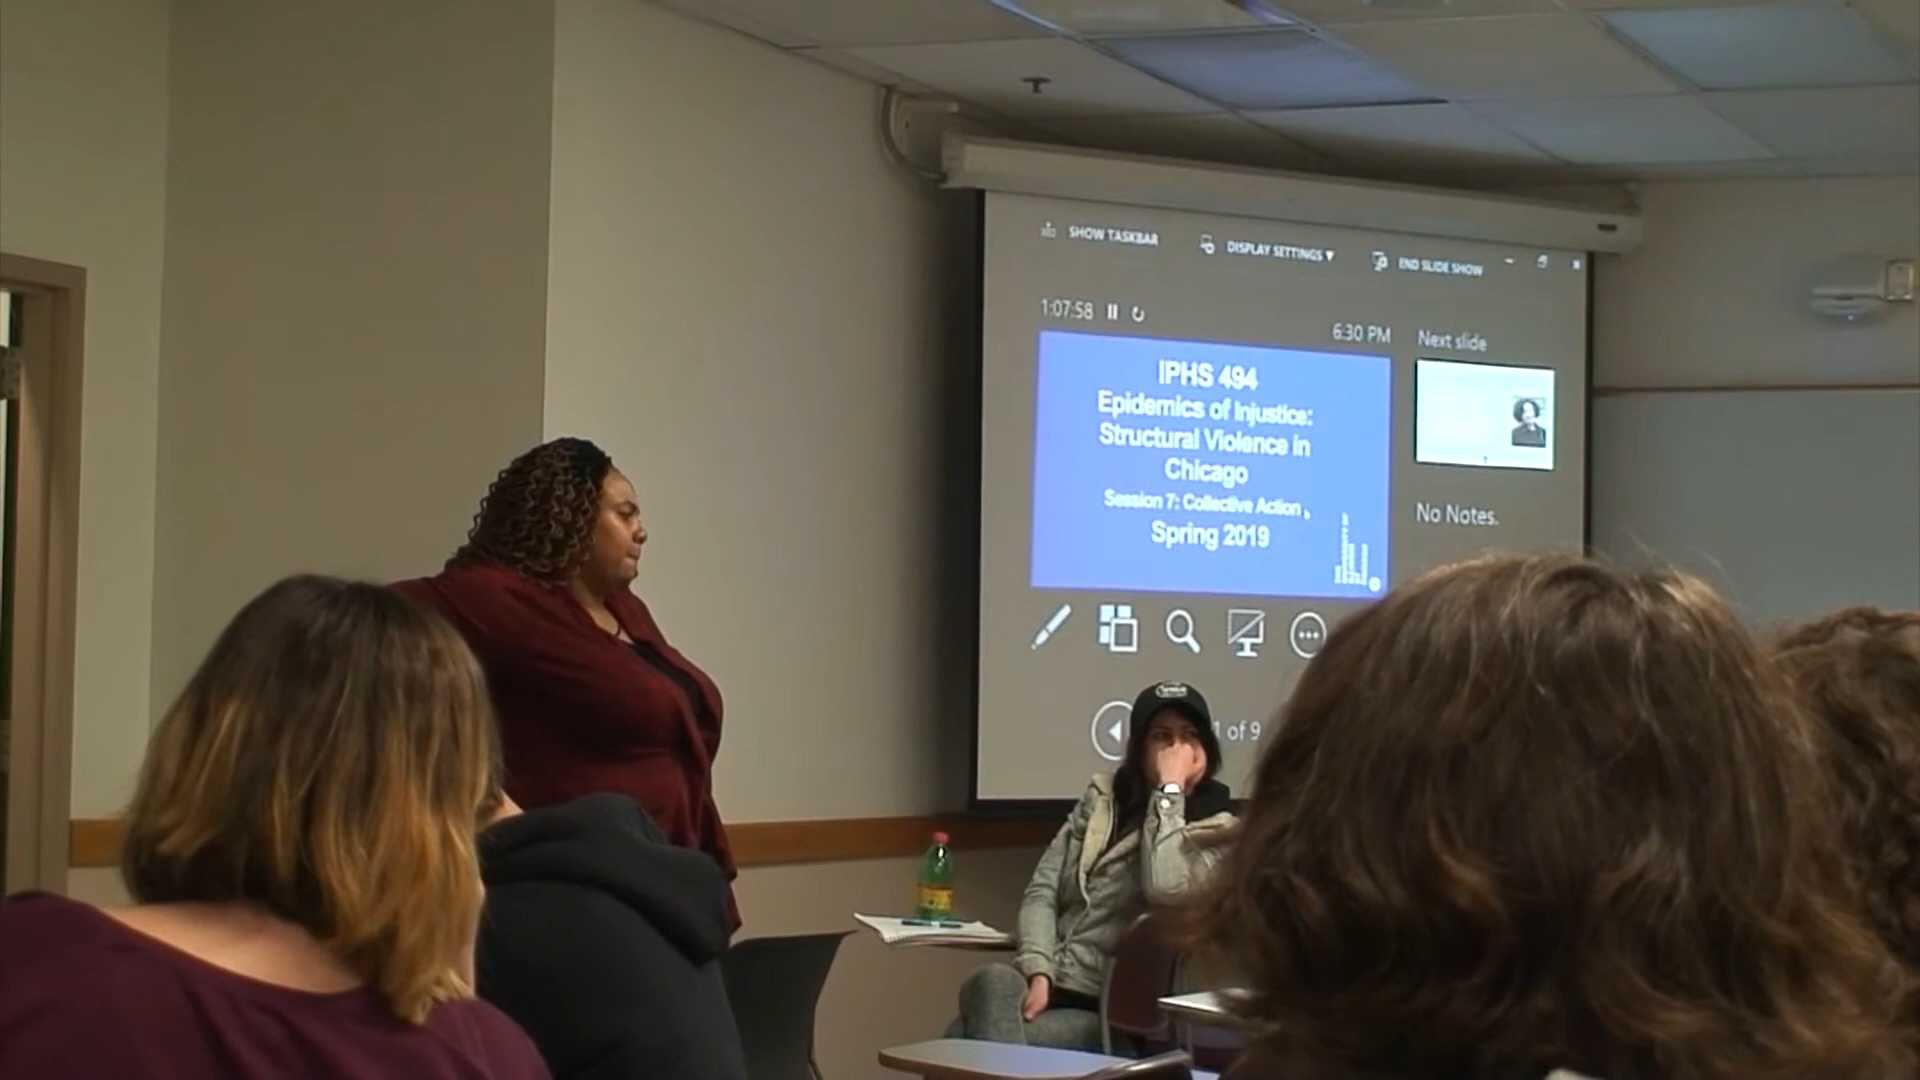 SHOW TASKBAR
DISPLAY SETTINGS ▼
END SLIDE SHOW
1:07:58
6:30 PM
Next slide
IPHS 494
Epidemics of Injustice:
Structural Violence in
Chicago
Session 7: Collective Action
Spring 2019
No Notes.
1 of 9